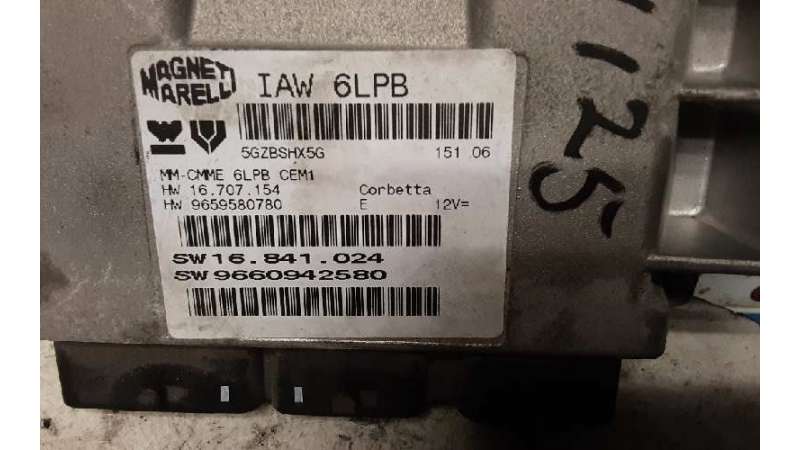 MAGNETI
MARELLI
IAW 6LPB
5GZBSHX5G 151 06
MM-CMME 6LPB CEM1
HW 16.707.154 Corbetta
HW 9659580780 E 12V=
SW16.841.024
SW9660942580
1125